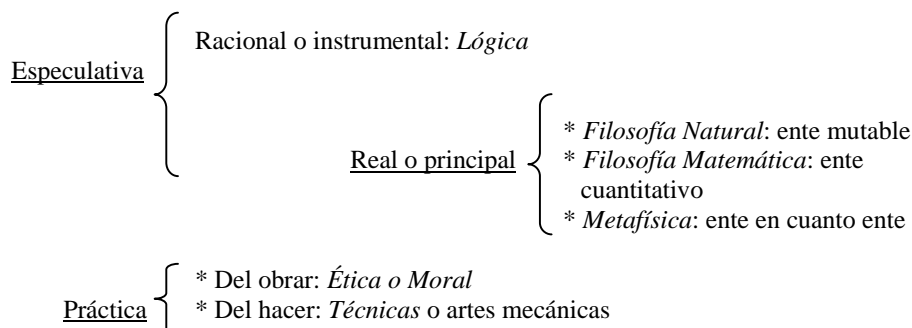 Racional o instrumental: Lógica
Especulativa
* Filosofía Natural: ente mutable
Real o principal
* Filosofía Matemática: ente
cuantitativo
* Metafísica: ente en cuanto ente
* Del obrar: Ética o Moral
Práctica
* Del hacer: Técnicas o artes mecánicas